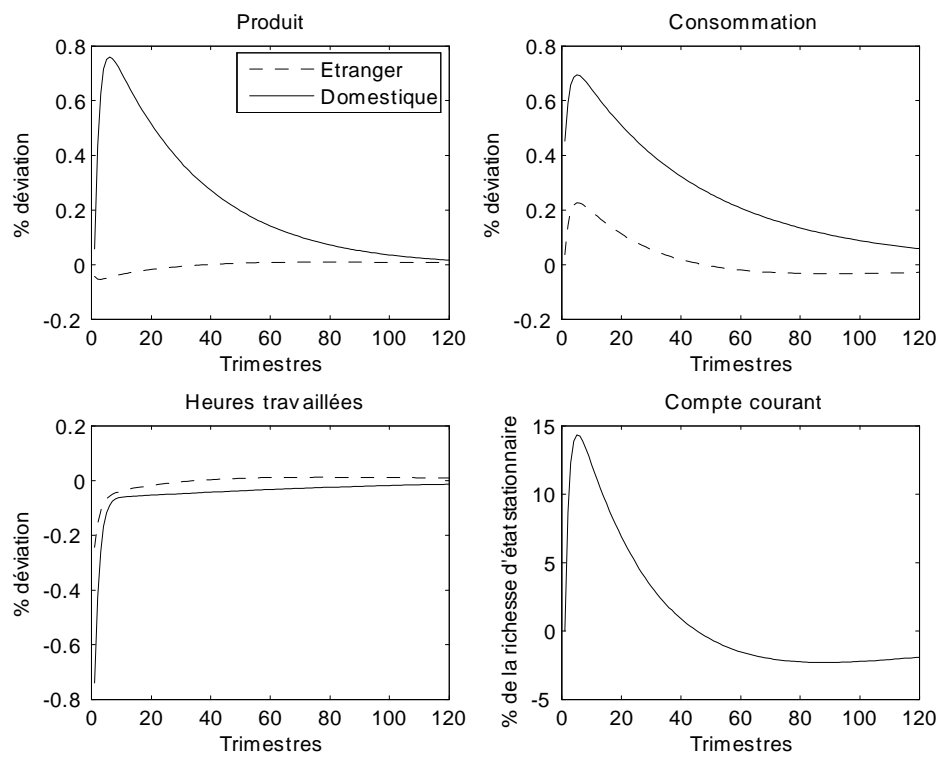 Produit
% déviation
0.8
0.6
0.4
0.2
0
-0.2
0 20 40 60 80 100 120
Trimestres
Etranger
Domestique
Consommation
% déviation
0.8
0.6
0.4
0.2
0
-0.2
0 20 40 60 80 100 120
Trimestres
Heures travaillées
% déviation
0.2
0
-0.2
-0.4
-0.6
-0.8
0 20 40 60 80 100 120
Trimestres
Compte courant
% de la richesse d'état stationnaire
15
10
5
0
-5
0 20 40 60 80 100 120
Trimestres